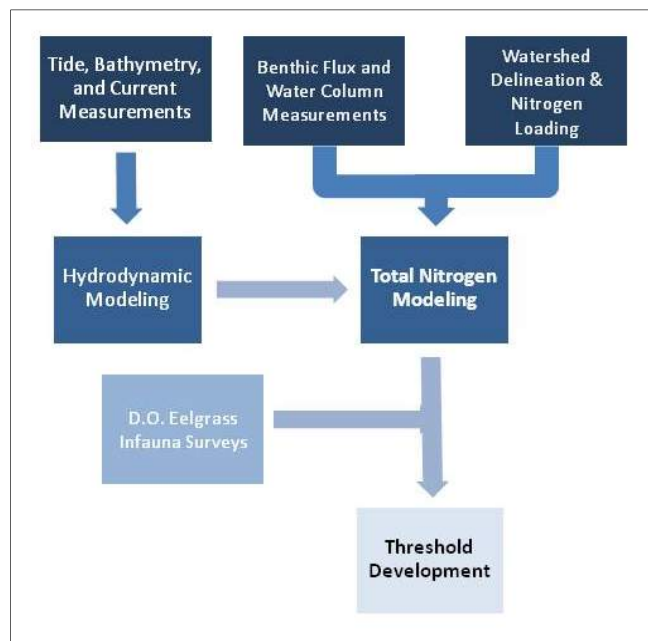 Tide, Bathymetry,
and Current
Measurements
Benthic Flux and
Water Column
Measurements
Watershed
Delineation &
Nitrogen
Loading
Hydrodynamic
Modeling
Total Nitrogen
Modeling
D.O. Eelgrass
Infauna Surveys
Threshold
Development